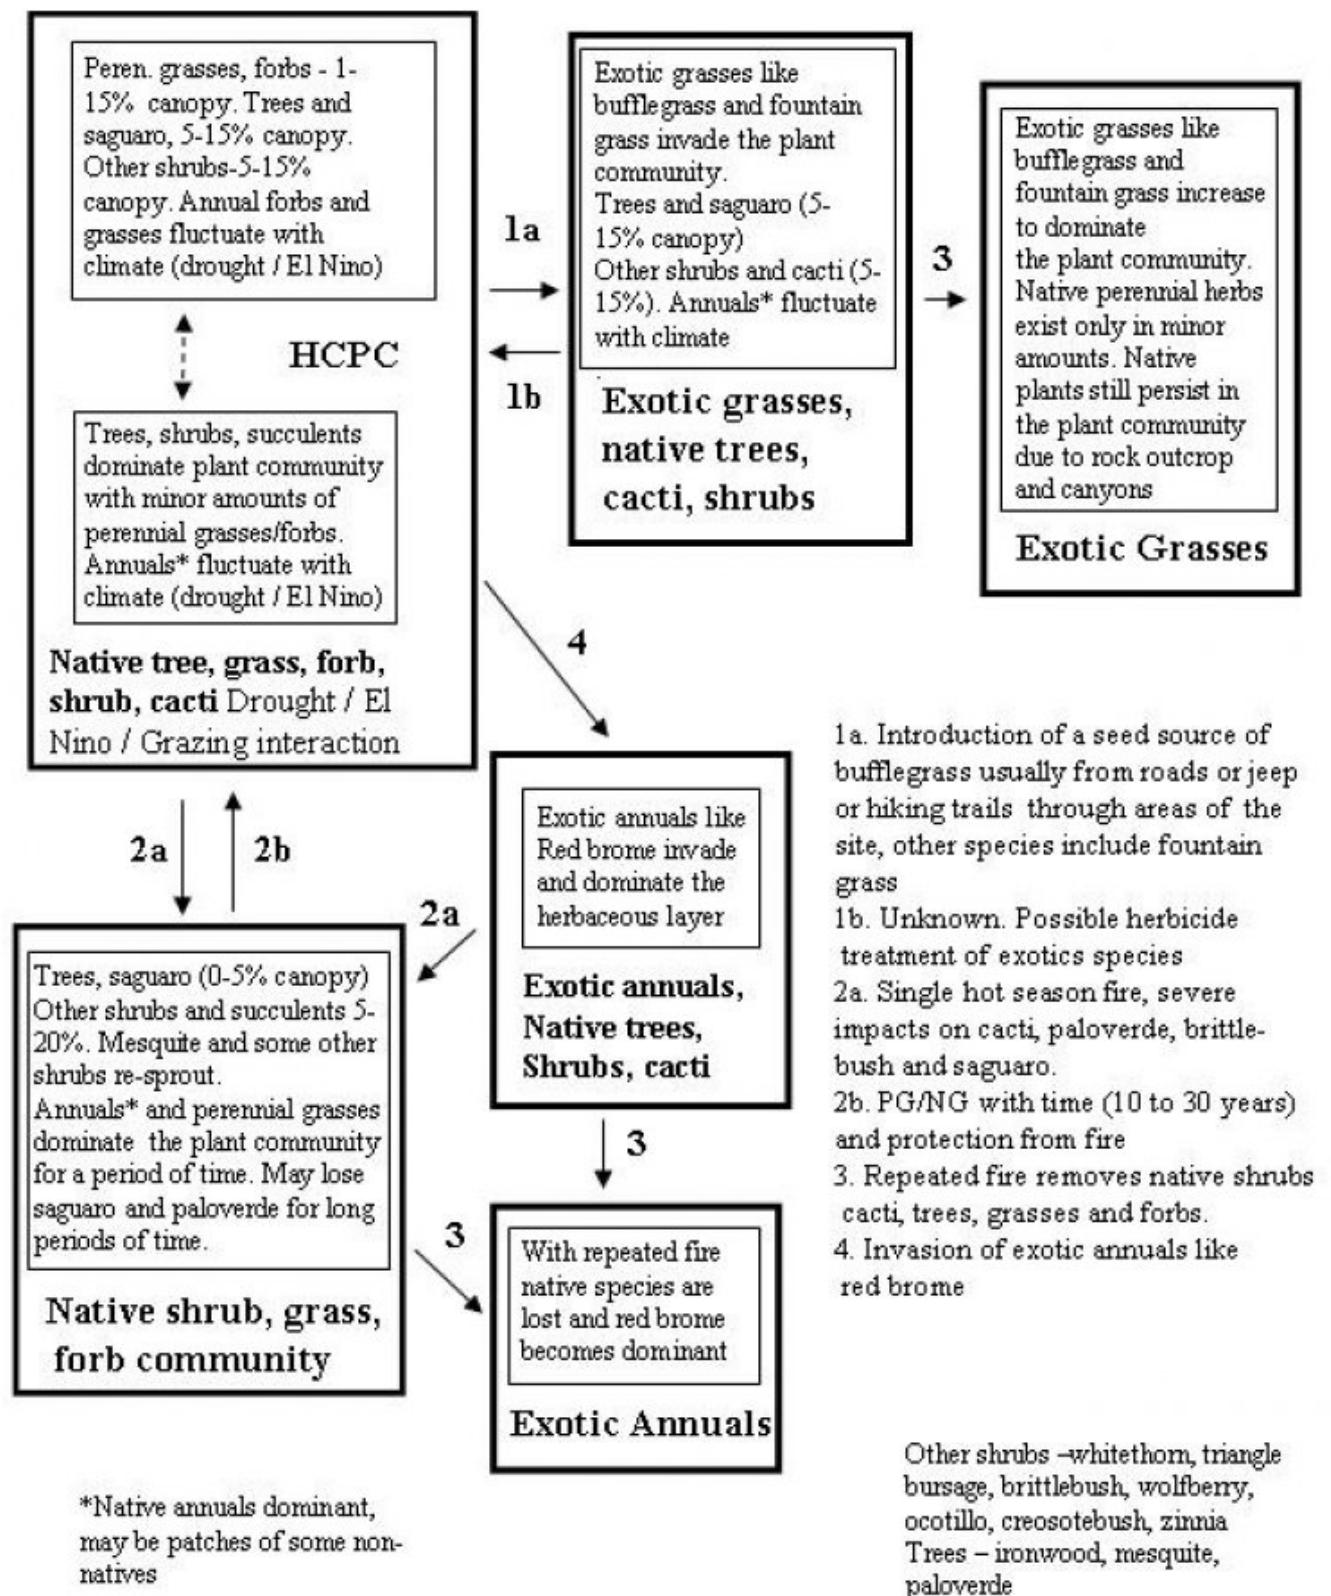 Peren. grasses, forbs - 1-
15% canopy. Trees and
saguaro, 5-15% canopy.
Other shrubs-5-15%
canopy. Annual forbs and
grasses fluctuate with
climate (drought / El Nino)
HCPC
Trees, shrubs, succulents
dominate plant community
with minor amounts of
perennial grasses/forbs.
Annuals* fluctuate with
climate (drought / El Nino)
Native tree, grass, forb,
shrub, cacti Drought / El
Nino / Grazing interaction
1a
1b
Exotic grasses like
bufflegrass and fountain
grass invade the plant
community.
Trees and saguaro (5-
15% canopy)
Other shrubs and cacti (5-
15%). Annuals* fluctuate
with climate
Exotic grasses,
native trees,
cacti, shrubs
3
Exotic grasses like
bufflegrass and
fountain grass increase
to dominate
the plant community.
Native perennial herbs
exist only in minor
amounts. Native
plants still persist in
the plant community
due to rock outcrop
and canyons
Exotic Grasses
4
2a
2b
Exotic annuals like
Red brome invade
and dominate the
herbaceous layer
Exotic annuals,
Native trees,
Shrubs, cacti
2a
Trees, saguaro (0-5% canopy)
Other shrubs and succulents 5-
20%. Mesquite and some other
shrubs re-sprout.
Annuals* and perennial grasses
dominate the plant community
for a period of time. May lose
saguaro and paloverde for long
periods of time.
Native shrub, grass,
forb community
3
3
With repeated fire
native species are
lost and red brome
becomes dominant
Exotic Annuals
1a. Introduction of a seed source of
bufflegrass usually from roads or jeep
or hiking trails through areas of the
site, other species include fountain
grass
1b. Unknown. Possible herbicide
treatment of exotics species
2a. Single hot season fire, severe
impacts on cacti, paloverde, brittle-
bush and saguaro.
2b. PG/NG with time (10 to 30 years)
and protection from fire
3. Repeated fire removes native shrubs
cacti, trees, grasses and forbs.
4. Invasion of exotic annuals like
red brome
*Native annuals dominant,
may be patches of some non-
natives
Other shrubs –whitethorn, triangle
bursage, brittlebush, wolfberry,
ocotillo, creosotebush, zinnia
Trees – ironwood, mesquite,
paloverde